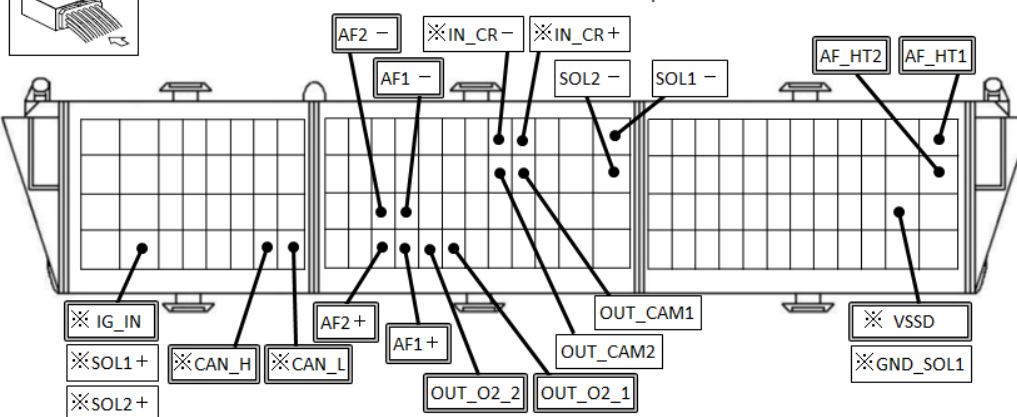 AF2 −
※IN_CR−
※IN_CR+
AF1 −
SOL2 −
SOL1 −
AF_HT2
AF_HT1
※ IG_IN
※SOL1+
※SOL2+
※CAN_H
※CAN_L
AF2+
AF1+
OUT_O2_2
OUT_O2_1
OUT_CAM1
OUT_CAM2
※ VSSD
※GND_SOL1